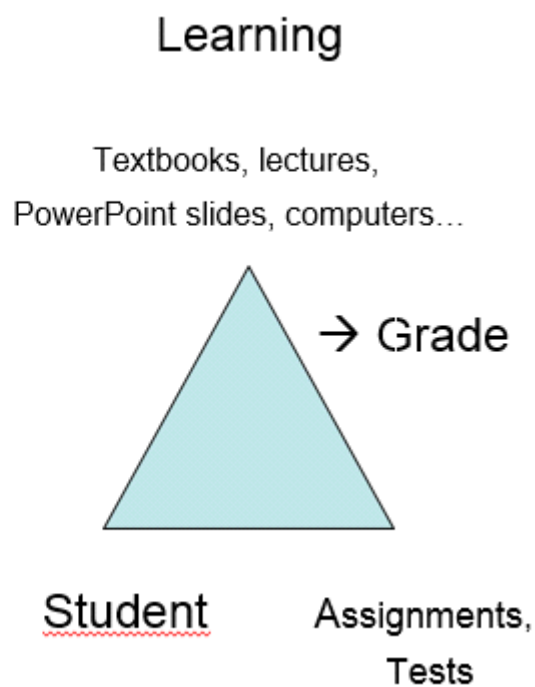 Learning
Textbooks, lectures,
PowerPoint slides, computers…
→ Grade
Student
Assignments,
Tests